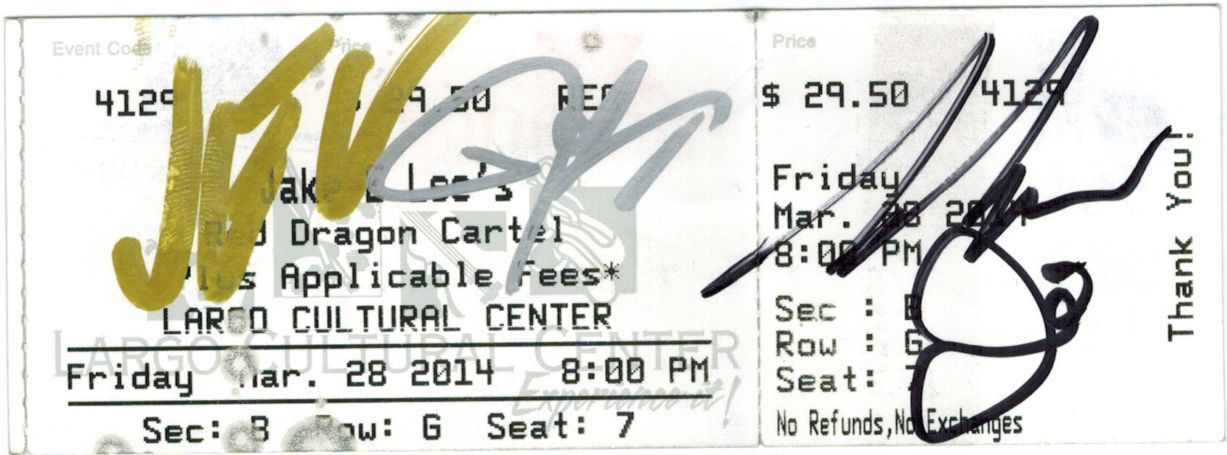 Event Code Price
4129 $ 29.50 REG
Jake E Lee's
Red Dragon Cartel
Plus Applicable Fees*
LARGO CULTURAL CENTER
LARGO CULTURAL CENTER
Friday Mar. 28 2014 8:00 PM
Experience it!
Sec: B Row: G Seat: 7
Price
$ 29.50 4129
Friday
Mar. 28 2014
8:00 PM
Sec : B
Row : G
Seat:
No Refunds,No Exchanges
Thank You!